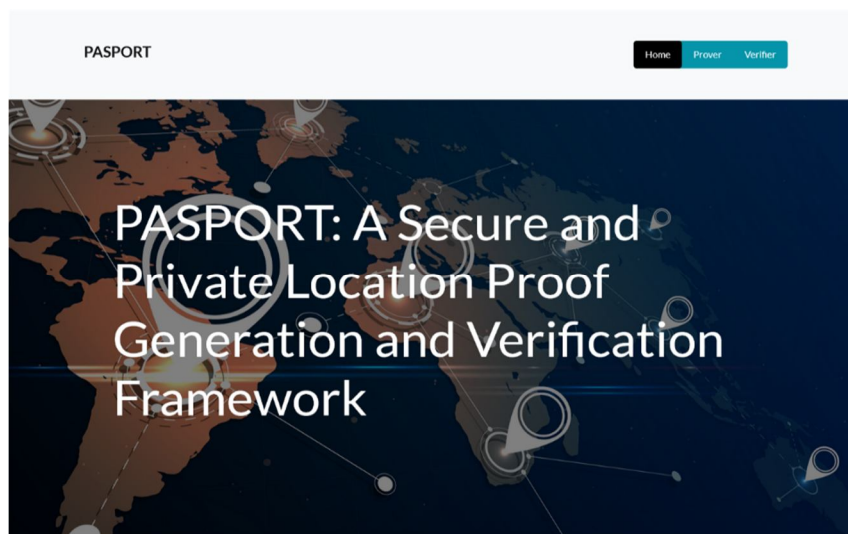 PASPORT
Home Prover Verifier
PASPORT: A Secure and
Private Location Proof
Generation and Verification
Framework